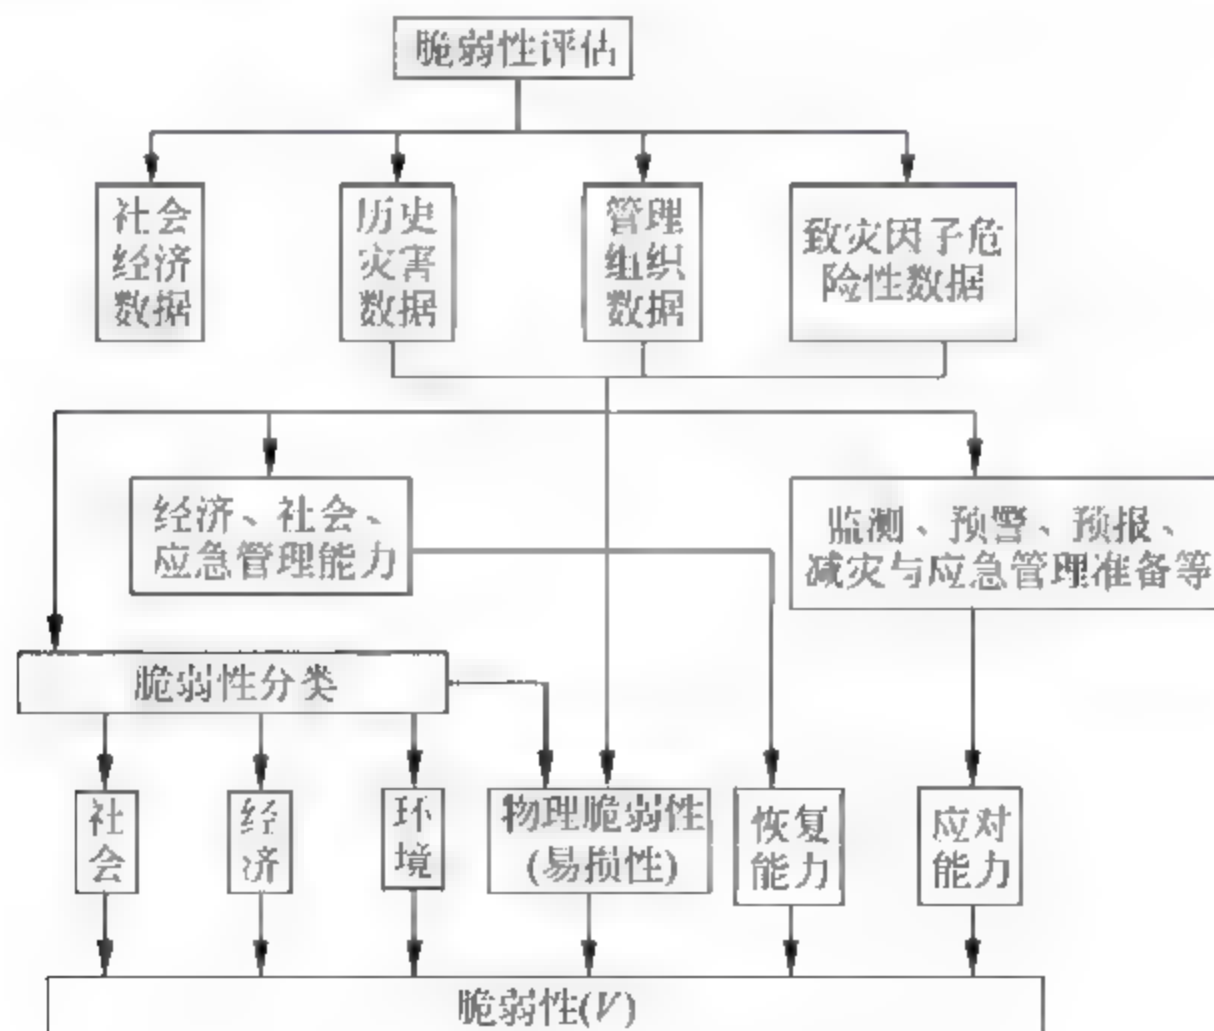 脆弱性评估
社会
经济
数据
历史
灾害
数据
管理
组织
数据
致灾因子危
险性数据
经济、社会、
应急管理能力
监测、预警、预报、
减灾与应急管理准备等
脆弱性分类
社
会
经
济
环
境
物理脆弱性
(易损性)
恢复
能力
应对
能力
脆弱性(V)